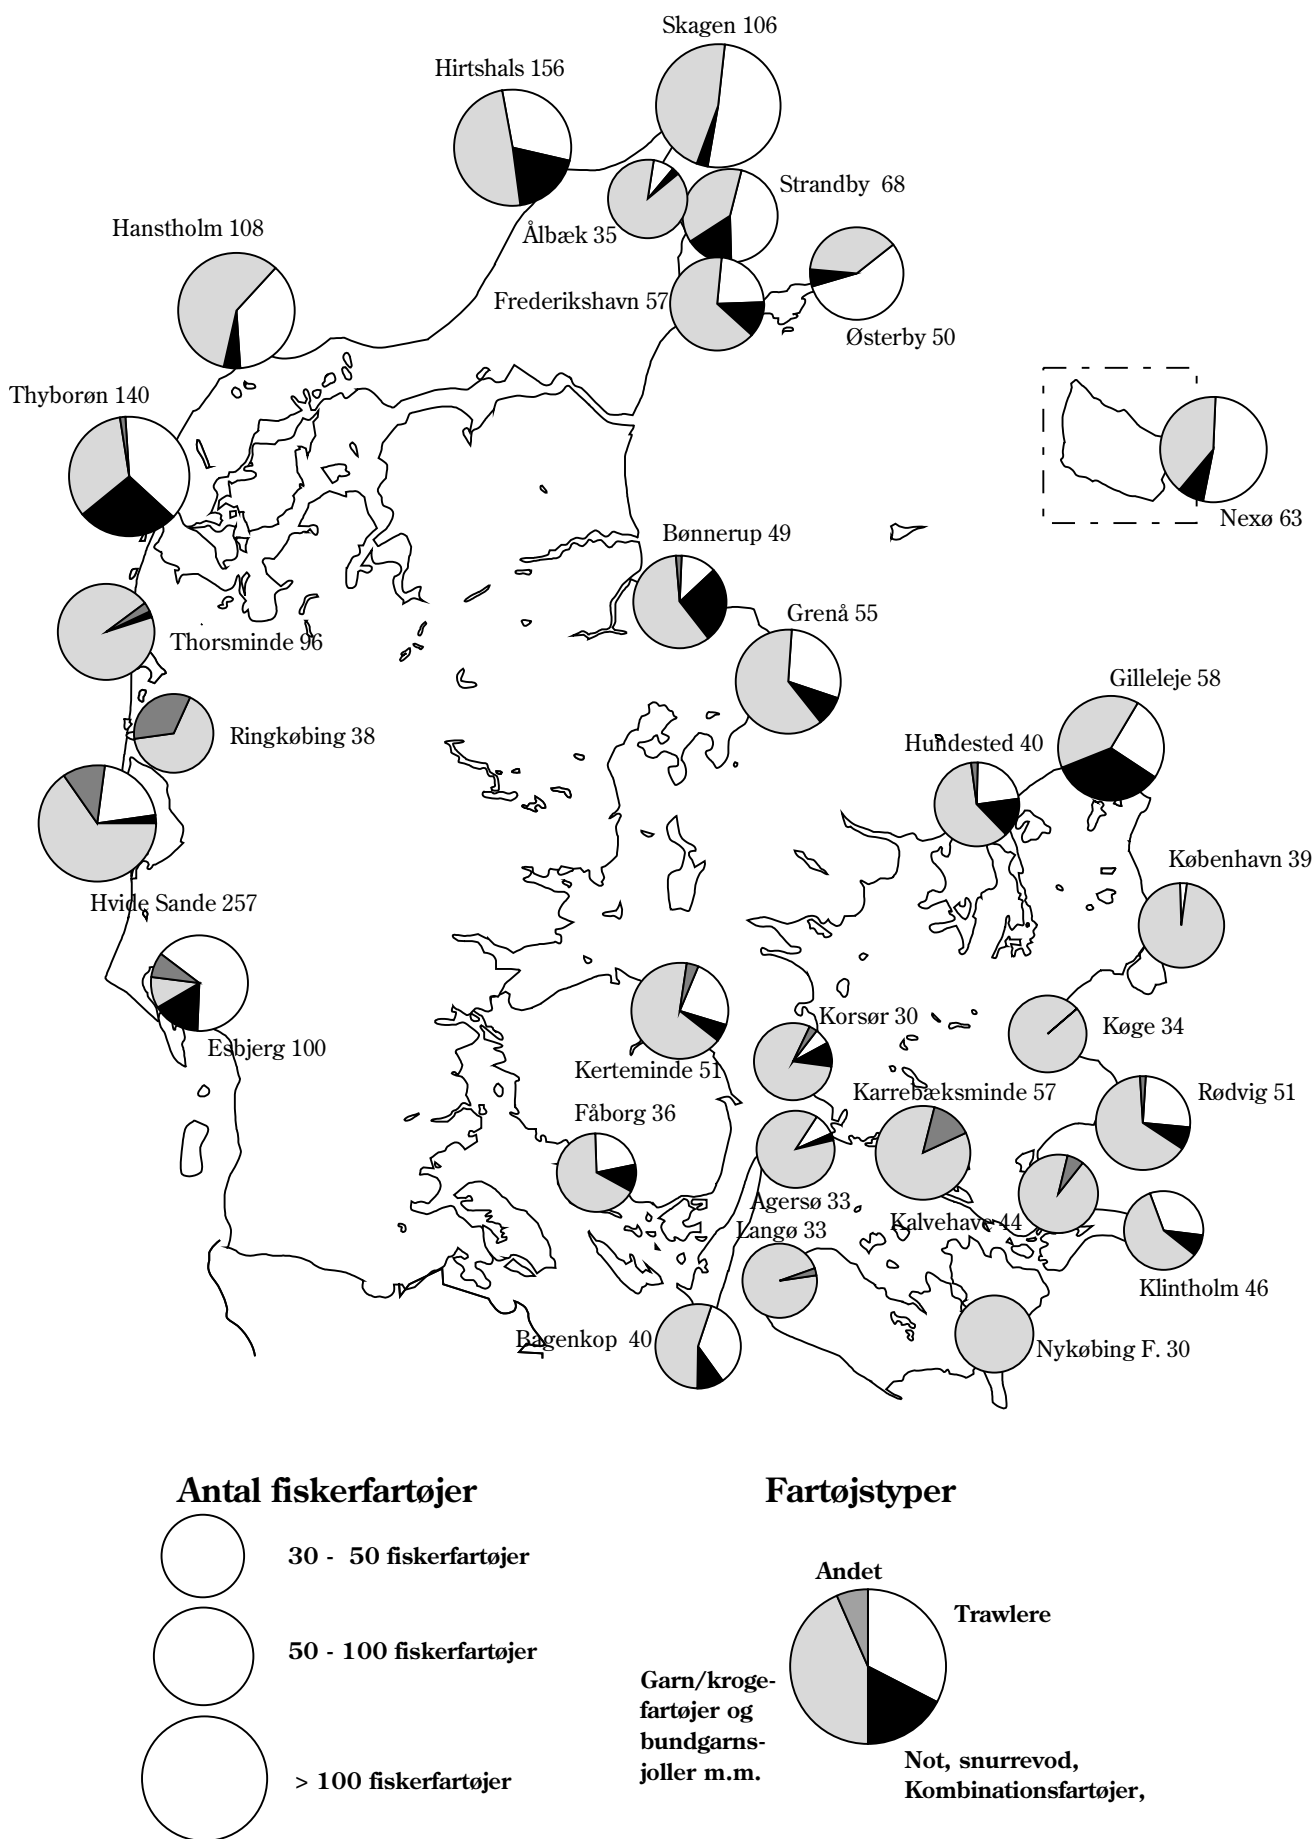 Skagen 106
Hirtshals 156
Strandby 68
Ålbæk 35
Hanstholm 108
Frederikshavn 57
Østerby 50
Thyborøn 140
Nexø 63
Bønnerup 49
Grenå 55
Thorsminde 96
Gilleleje 58
Ringkøbing 38
Hundested 40
København 39
Hvide Sande 257
Korsør 30
Køge 34
Esbjerg 100
Kerteminde 51
Karrebæksminde 57
Rødvig 51
Fåborg 36
Agersø 33
Kalvehave 44
Langø 33
Klintholm 46
Bagenkop 40
Nykøbing F. 30
Antal fiskerfartøjer
30 - 50 fiskerfartøjer
50 - 100 fiskerfartøjer
> 100 fiskerfartøjer
Fartøjstyper
Andet
Trawlere
Garn/kroge-
fartøjer og
bundgarns-
joller m.m.
Not, snurrevod,
Kombinationsfartøjer,